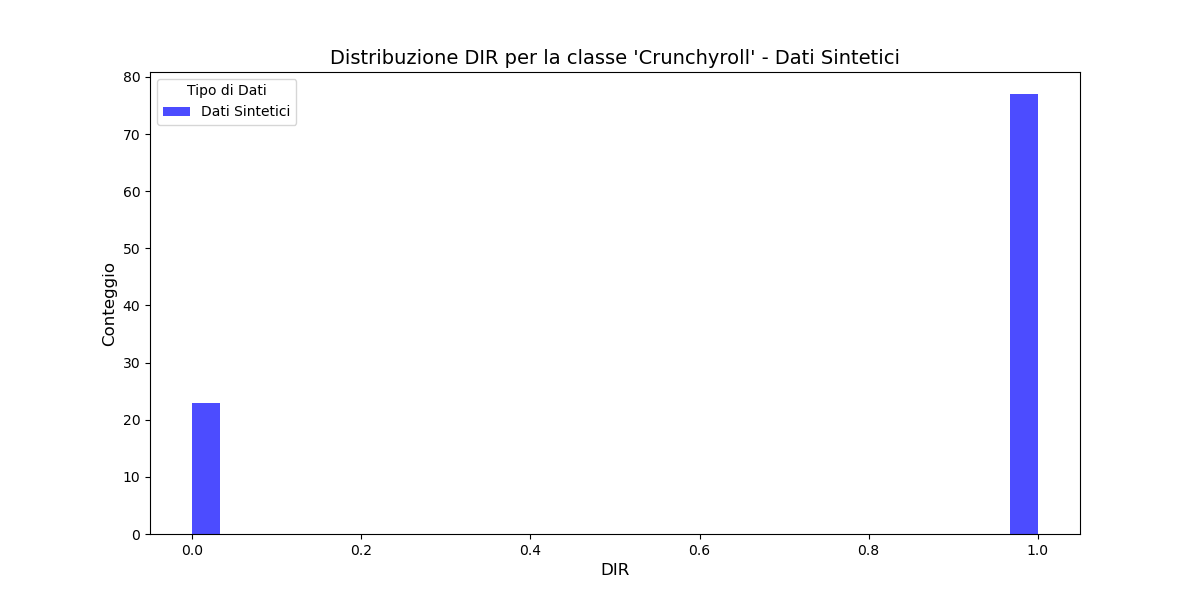 Distribuzione DIR per la classe 'Crunchyroll' - Dati Sintetici
Tipo di Dati
Dati Sintetici
Conteggio
80
70
60
50
40
30
20
10
0
0.0 0.2 0.4 0.6 0.8 1.0
DIR